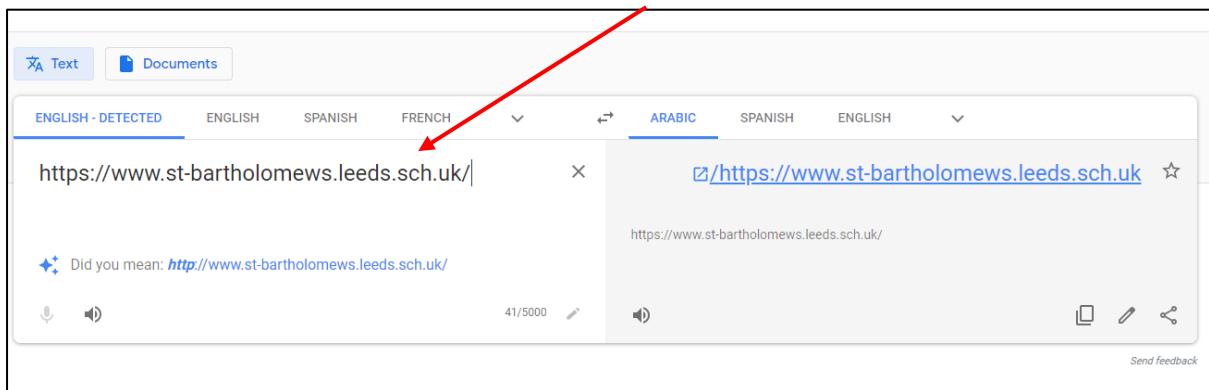 Text Documents
ENGLISH - DETECTED ENGLISH SPANISH FRENCH ARABIC SPANISH ENGLISH
https://www.st-bartholomews.leeds.sch.uk/
/https://www.st-bartholomews.leeds.sch.uk
https://www.st-bartholomews.leeds.sch.uk/
Did you mean: http://www.st-bartholomews.leeds.sch.uk/
41/5000
Send feedback